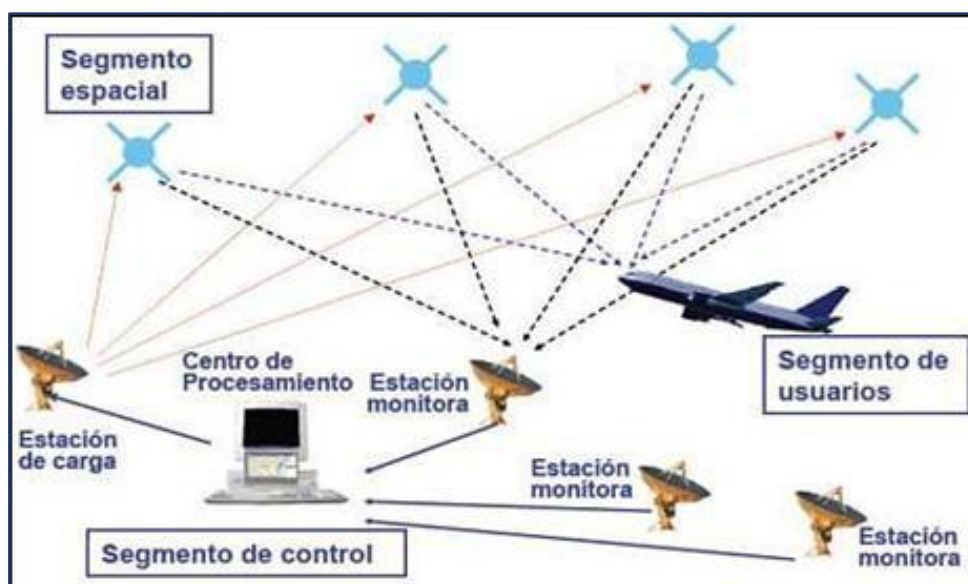 Segmento
espacial
Centro de
Procesamiento
Estación
monitora
Segmento de
usuarios
Estación
de carga
Estación
monitora
Segmento de control
Estación
monitora